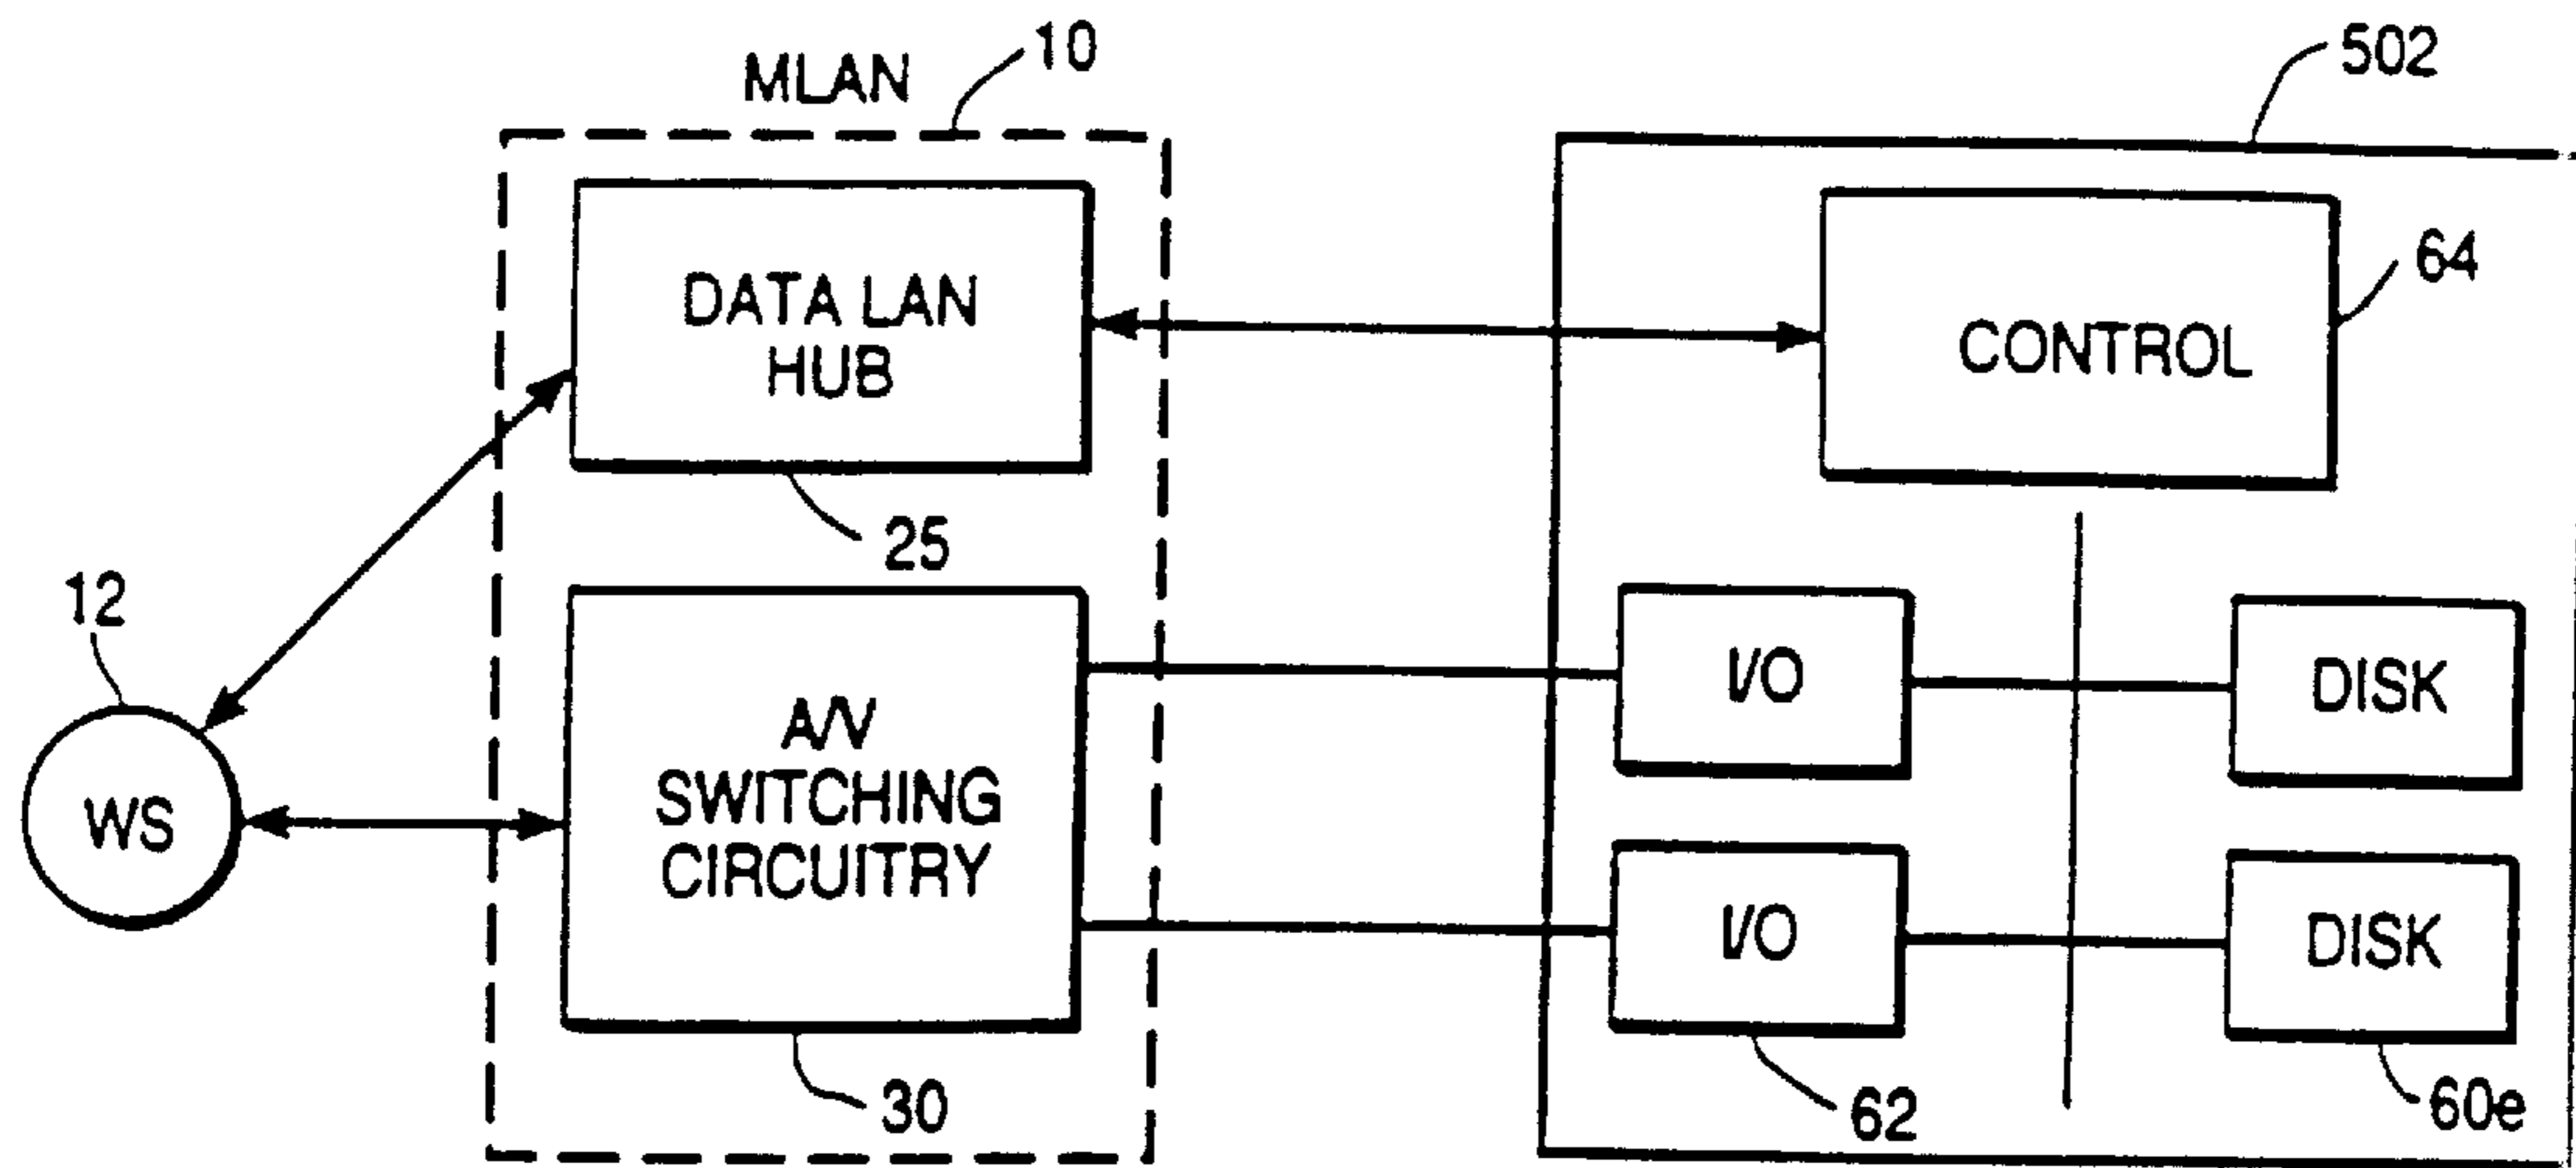 MLAN
10
502
DATA LAN
HUB
25
CONTROL
64
12
WS
A/V
SWITCHING
CIRCUITRY
30
I/O
DISK
I/O
62
DISK
60e